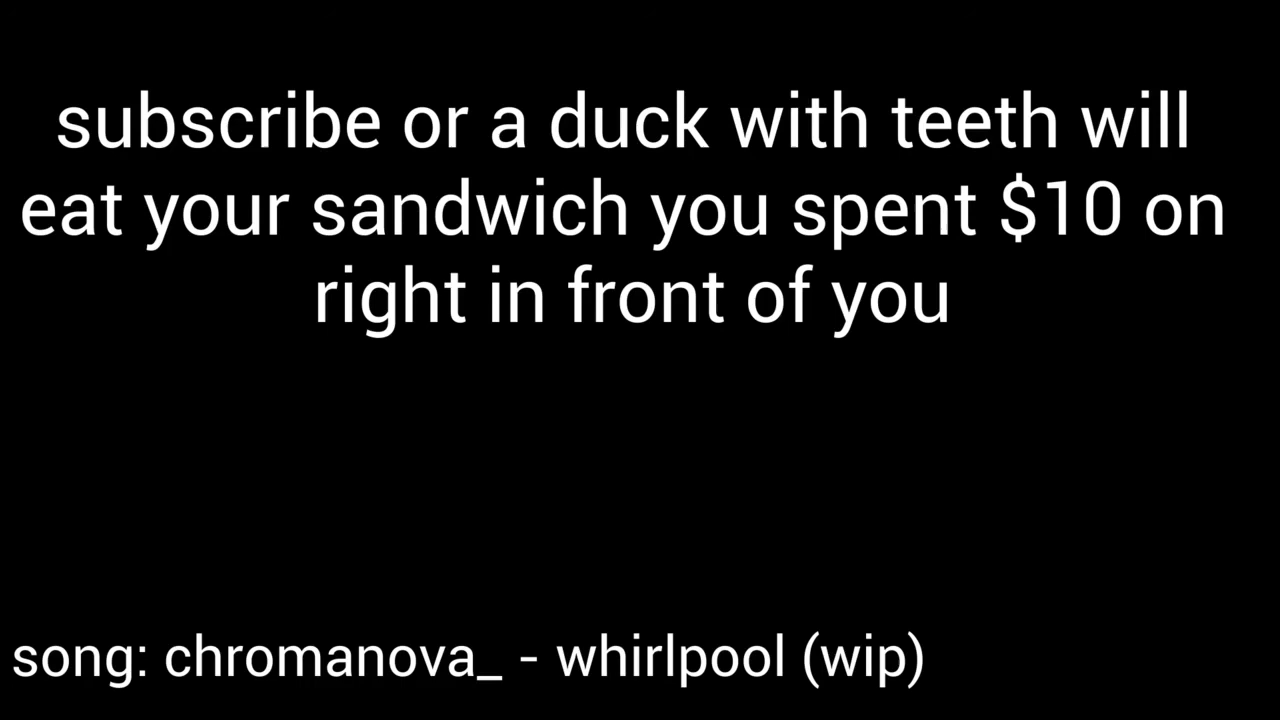 subscribe or a duck with teeth will
eat your sandwich you spent $10 on
right in front of you
song: chromanova_ - whirlpool (wip)